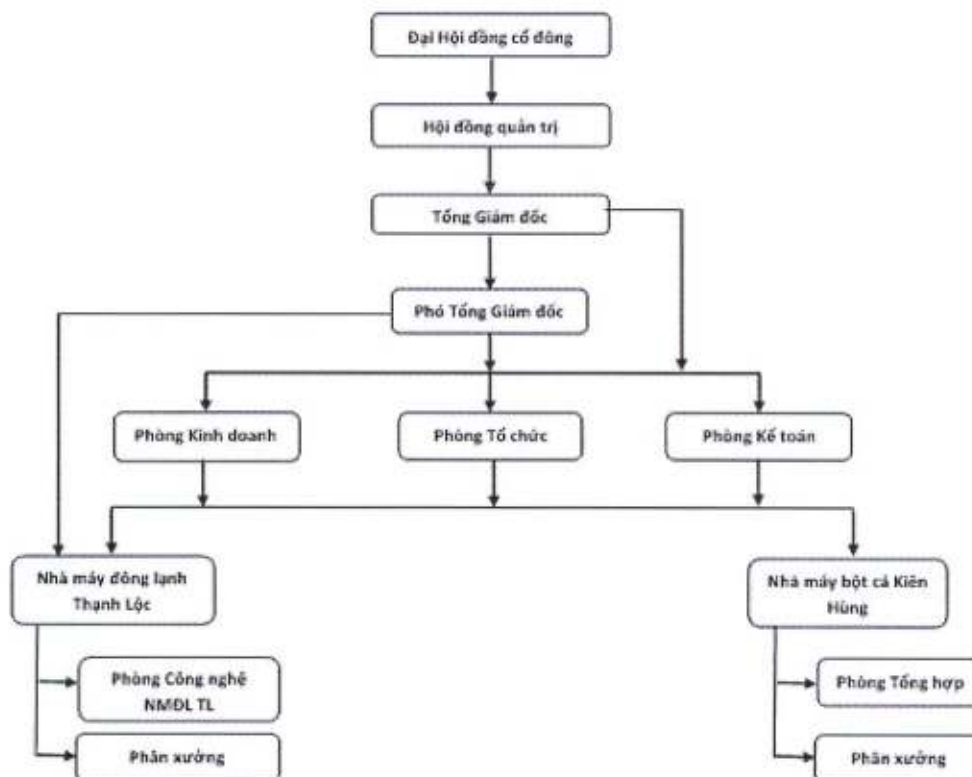 Đại Hội đồng cổ đông
Hội đồng quản trị
Tổng Giám đốc
Phó Tổng Giám đốc
Phòng Kinh doanh
Phòng Tổ chức
Phòng Kế toán
Nhà máy đông lạnh
Thạnh Lộc
Nhà máy bột cá Kiên
Hùng
Phòng Công nghệ
NMĐL TL
Phòng Tổng hợp
Phân xưởng
Phân xưởng